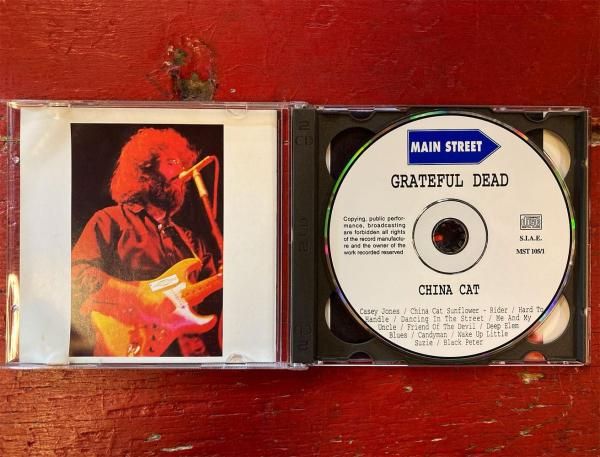 MAIN STREET
GRATEFUL DEAD
Copying, public perfor-
mance, broadcasting
are forbidden all rights
of the record manufactu-
re and the owner of the
work recorded reserved
S.I.A.E.
MST 105/1
CHINA CAT
Casey Jones / China Cat Sunflower - Rider / Hard To
Handle / Dancing In The Street / Me And My
Uncle / Friend Of The Devil / Deep Elem
Blues / Candyman / Wake Up Little
Suzie / Black Peter
2 CD